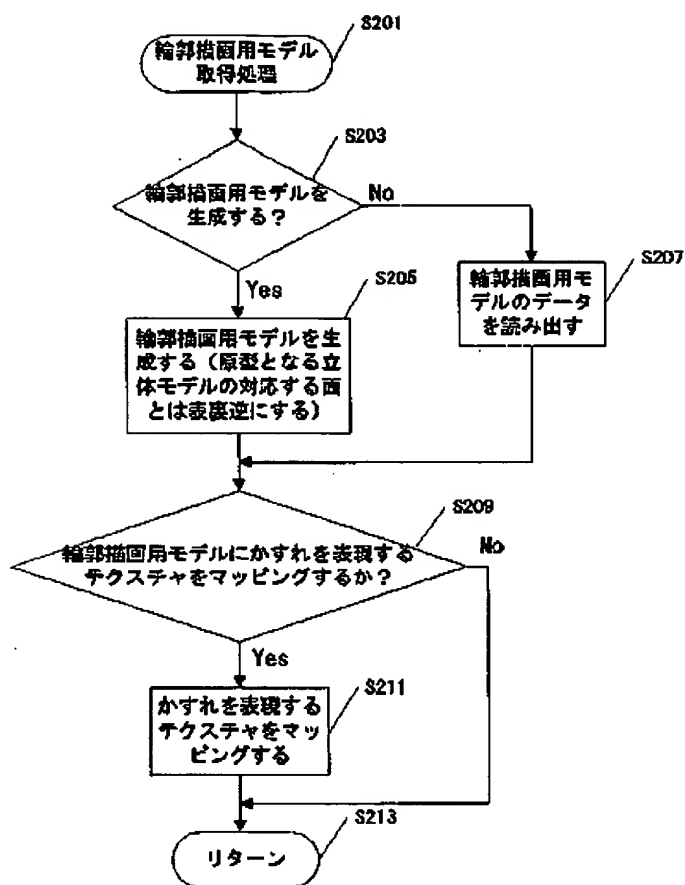 S201
輪郭描画用モデル
取得処理
S203
輪郭描画用モデルを
生成する?
No
Yes
S205
輪郭描画用モデルを生
成する(原型となる立
体モデルの対応する面
とは表裏逆にする)
S207
輪郭描画用モ
デルのデータ
を読み出す
S209
輪郭描画用モデルにかすれを表現する
テクスチャをマッピングするか?
No
Yes
S211
かすれを表現する
テクスチャをマッ
ピングする
S213
リターン